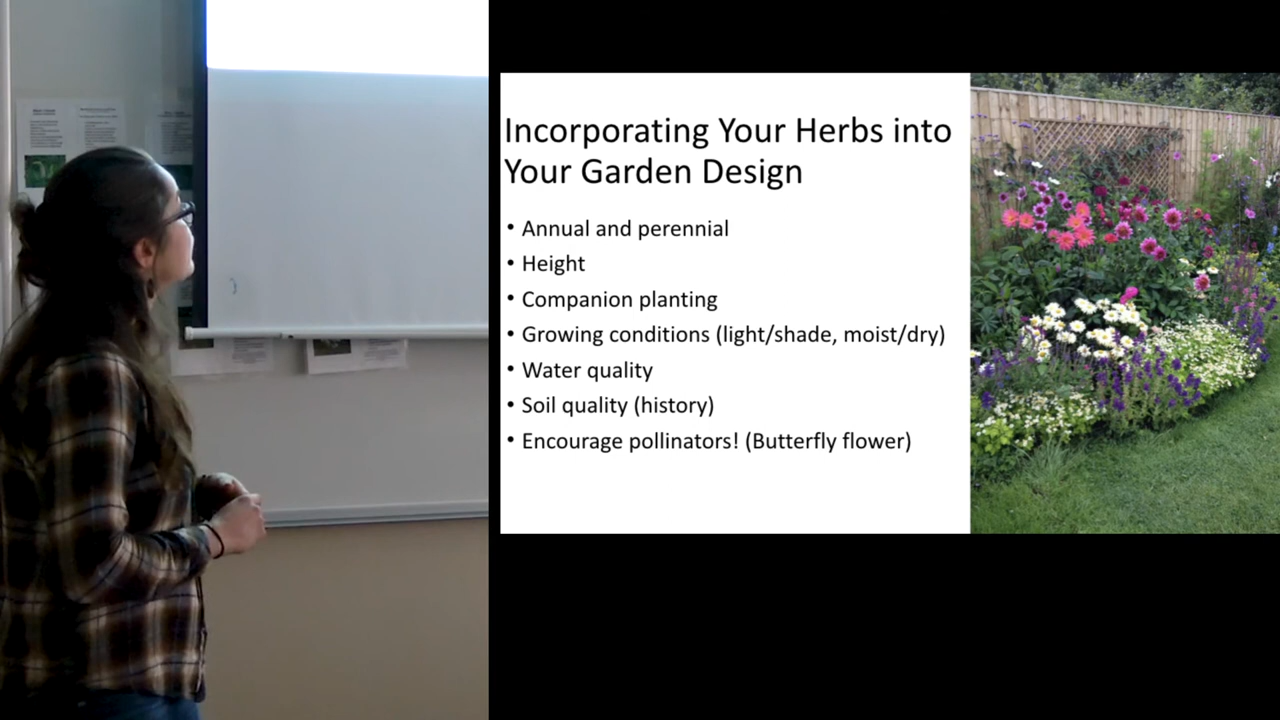 Incorporating Your Herbs into
Your Garden Design
• Annual and perennial
• Height
• Companion planting
• Growing conditions (light/shade, moist/dry)
• Water quality
• Soil quality (history)
• Encourage pollinators! (Butterfly flower)